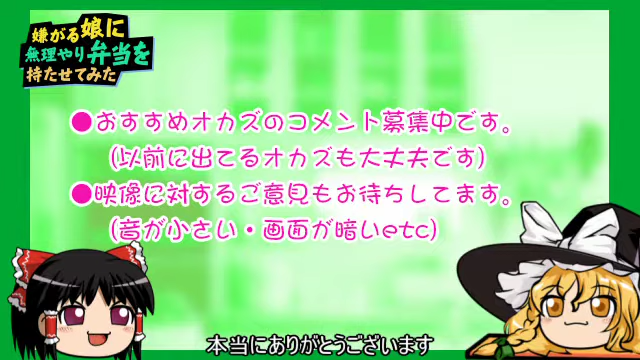 嫌がる娘に
無理やり弁当を
持たせてみた
●おすすめオカズのコメント募集中です。
(以前に出てるオカズも大丈夫です)
●映像に対するご意見もお待ちしてます。
(音が小さい・画面が暗いetc)
本当にありがとうございます